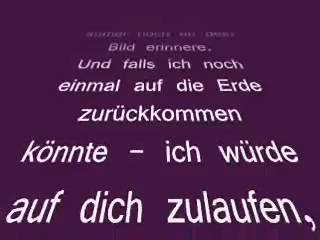 Bild erinnere.
Und falls ich noch
einmal auf die Erde
zurückkommen
könnte – ich würde
auf dich zulaufen,